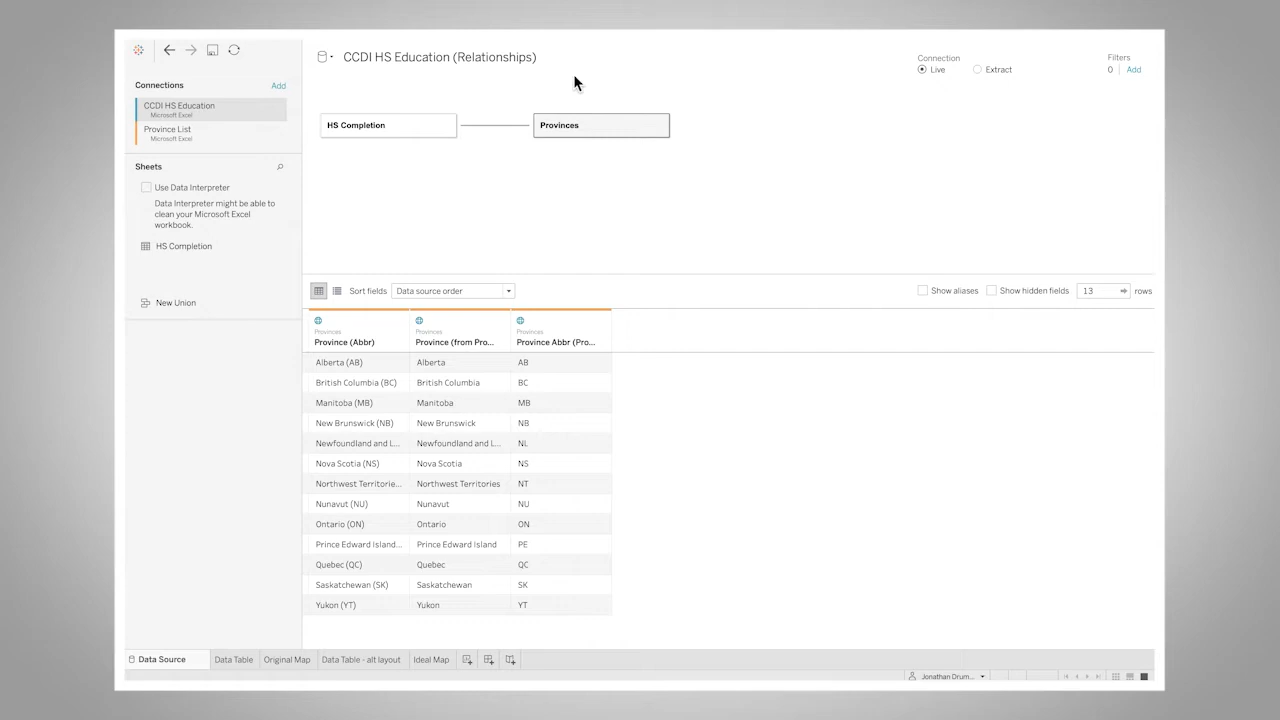 CCDI HS Education (Relationships)
Connection
Live
Extract
Filters
0 | Add
Connections
Add
CCDI HS Education
Microsoft Excel
Province List
Microsoft Excel
Sheets
Use Data Interpreter
Data Interpreter might be able to
clean your Microsoft Excel
workbook.
HS Completion
New Union
HS Completion
Provinces
Sort fields
Data source order
Show aliases
Show hidden fields
13
rows
Provinces Provinces Provinces
Province (Abbr) Province (from Pro... Province Abbr (Pro...
Alberta (AB) Alberta AB
British Columbia (BC) British Columbia BC
Manitoba (MB) Manitoba MB
New Brunswick (NB) New Brunswick NB
Newfoundland and L... Newfoundland and L... NL
Nova Scotia (NS) Nova Scotia NS
Northwest Territorie... Northwest Territories NT
Nunavut (NU) Nunavut NU
Ontario (ON) Ontario ON
Prince Edward Island... Prince Edward Island PE
Quebec (QC) Quebec QC
Saskatchewan (SK) Saskatchewan SK
Yukon (YT) Yukon YT
Data Source
Data Table
Original Map
Data Table - alt layout
Ideal Map
Jonathan Drum...